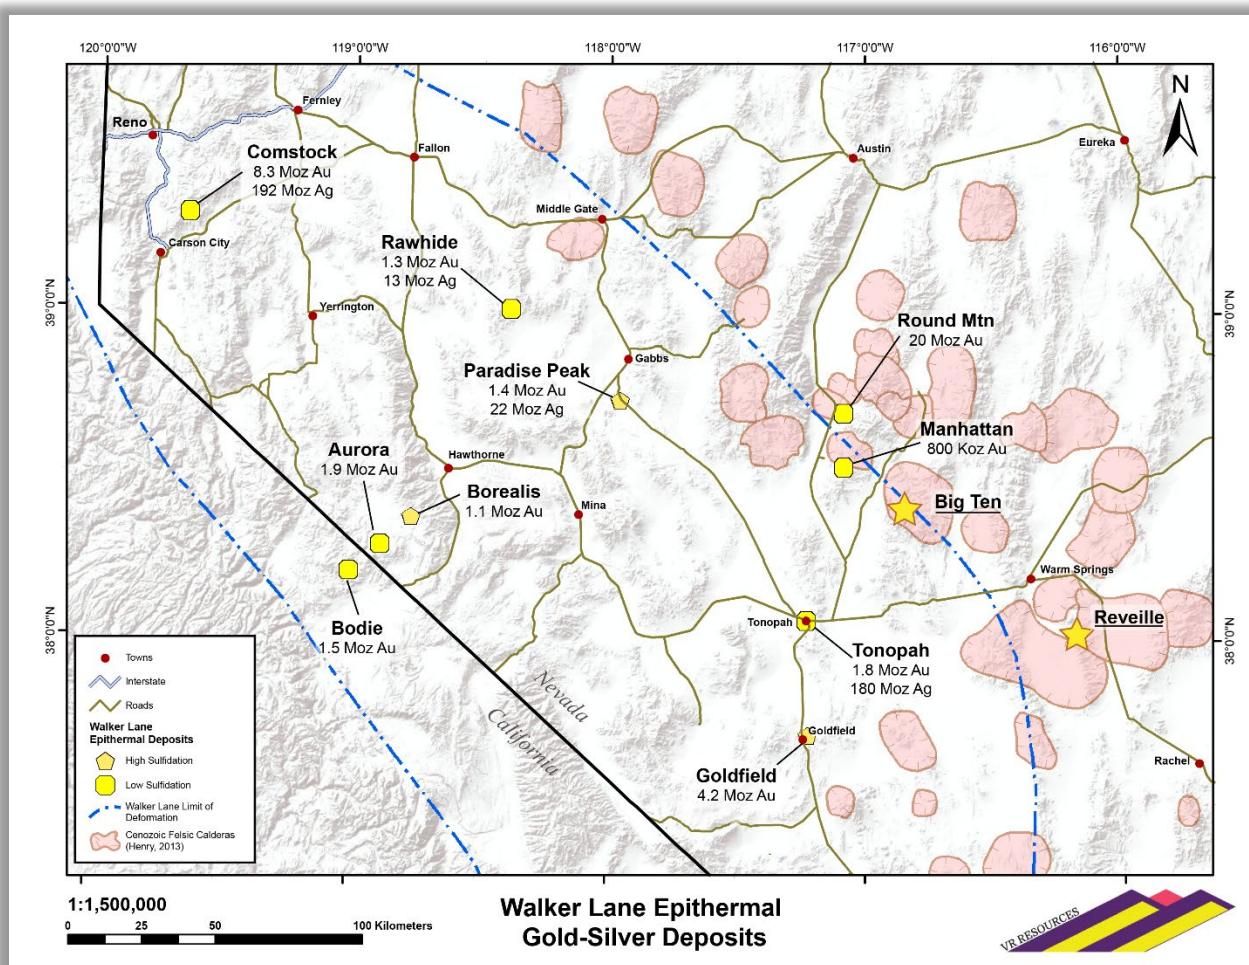 120°0'0"W
119°0'0"W
118°0'0"W
117°0'0"W
116°0'0"W
N
Fernley
Reno
Comstock
8.3 Moz Au
192 Moz Ag
Fallon
Austin
Eureka
Middle Gate
Carson City
Rawhide
1.3 Moz Au
13 Moz Ag
39°0'0"N
39°0'0"N
Yerrington
Round Mtn
20 Moz Au
Gabbs
Paradise Peak
1.4 Moz Au
22 Moz Ag
Manhattan
800 Koz Au
Aurora
1.9 Moz Au
Hawthorne
Borealis
1.1 Moz Au
Mina
Big Ten
Warm Springs
Bodie
1.5 Moz Au
38°0'0"N
38°0'0"N
Tonopah
Reveille
Tonopah
1.8 Moz Au
180 Moz Ag
Nevada
California
Goldfield
Goldfield
4.2 Moz Au
Rachel
Towns
Interstate
Roads
Walker Lane
Epithermal Deposits
High Sulfidation
Low Sulfidation
Walker Lane Limit of
Deformation
Cenozoic Felsic Calderas
(Henry, 2013)
1:1,500,000
0 25 50 100 Kilometers
Walker Lane Epithermal
Gold-Silver Deposits
VR RESOURCES